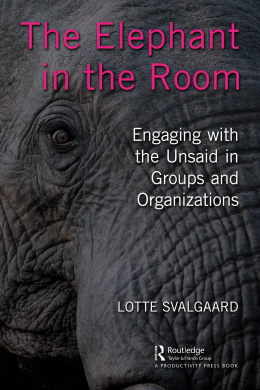 The Elephant
in the Room
Engaging with
the Unsaid in
Groups and
Organizations
LOTTE SVALGAARD
Routledge
Taylor & Francis Group
A PRODUCTIVITY PRESS BOOK